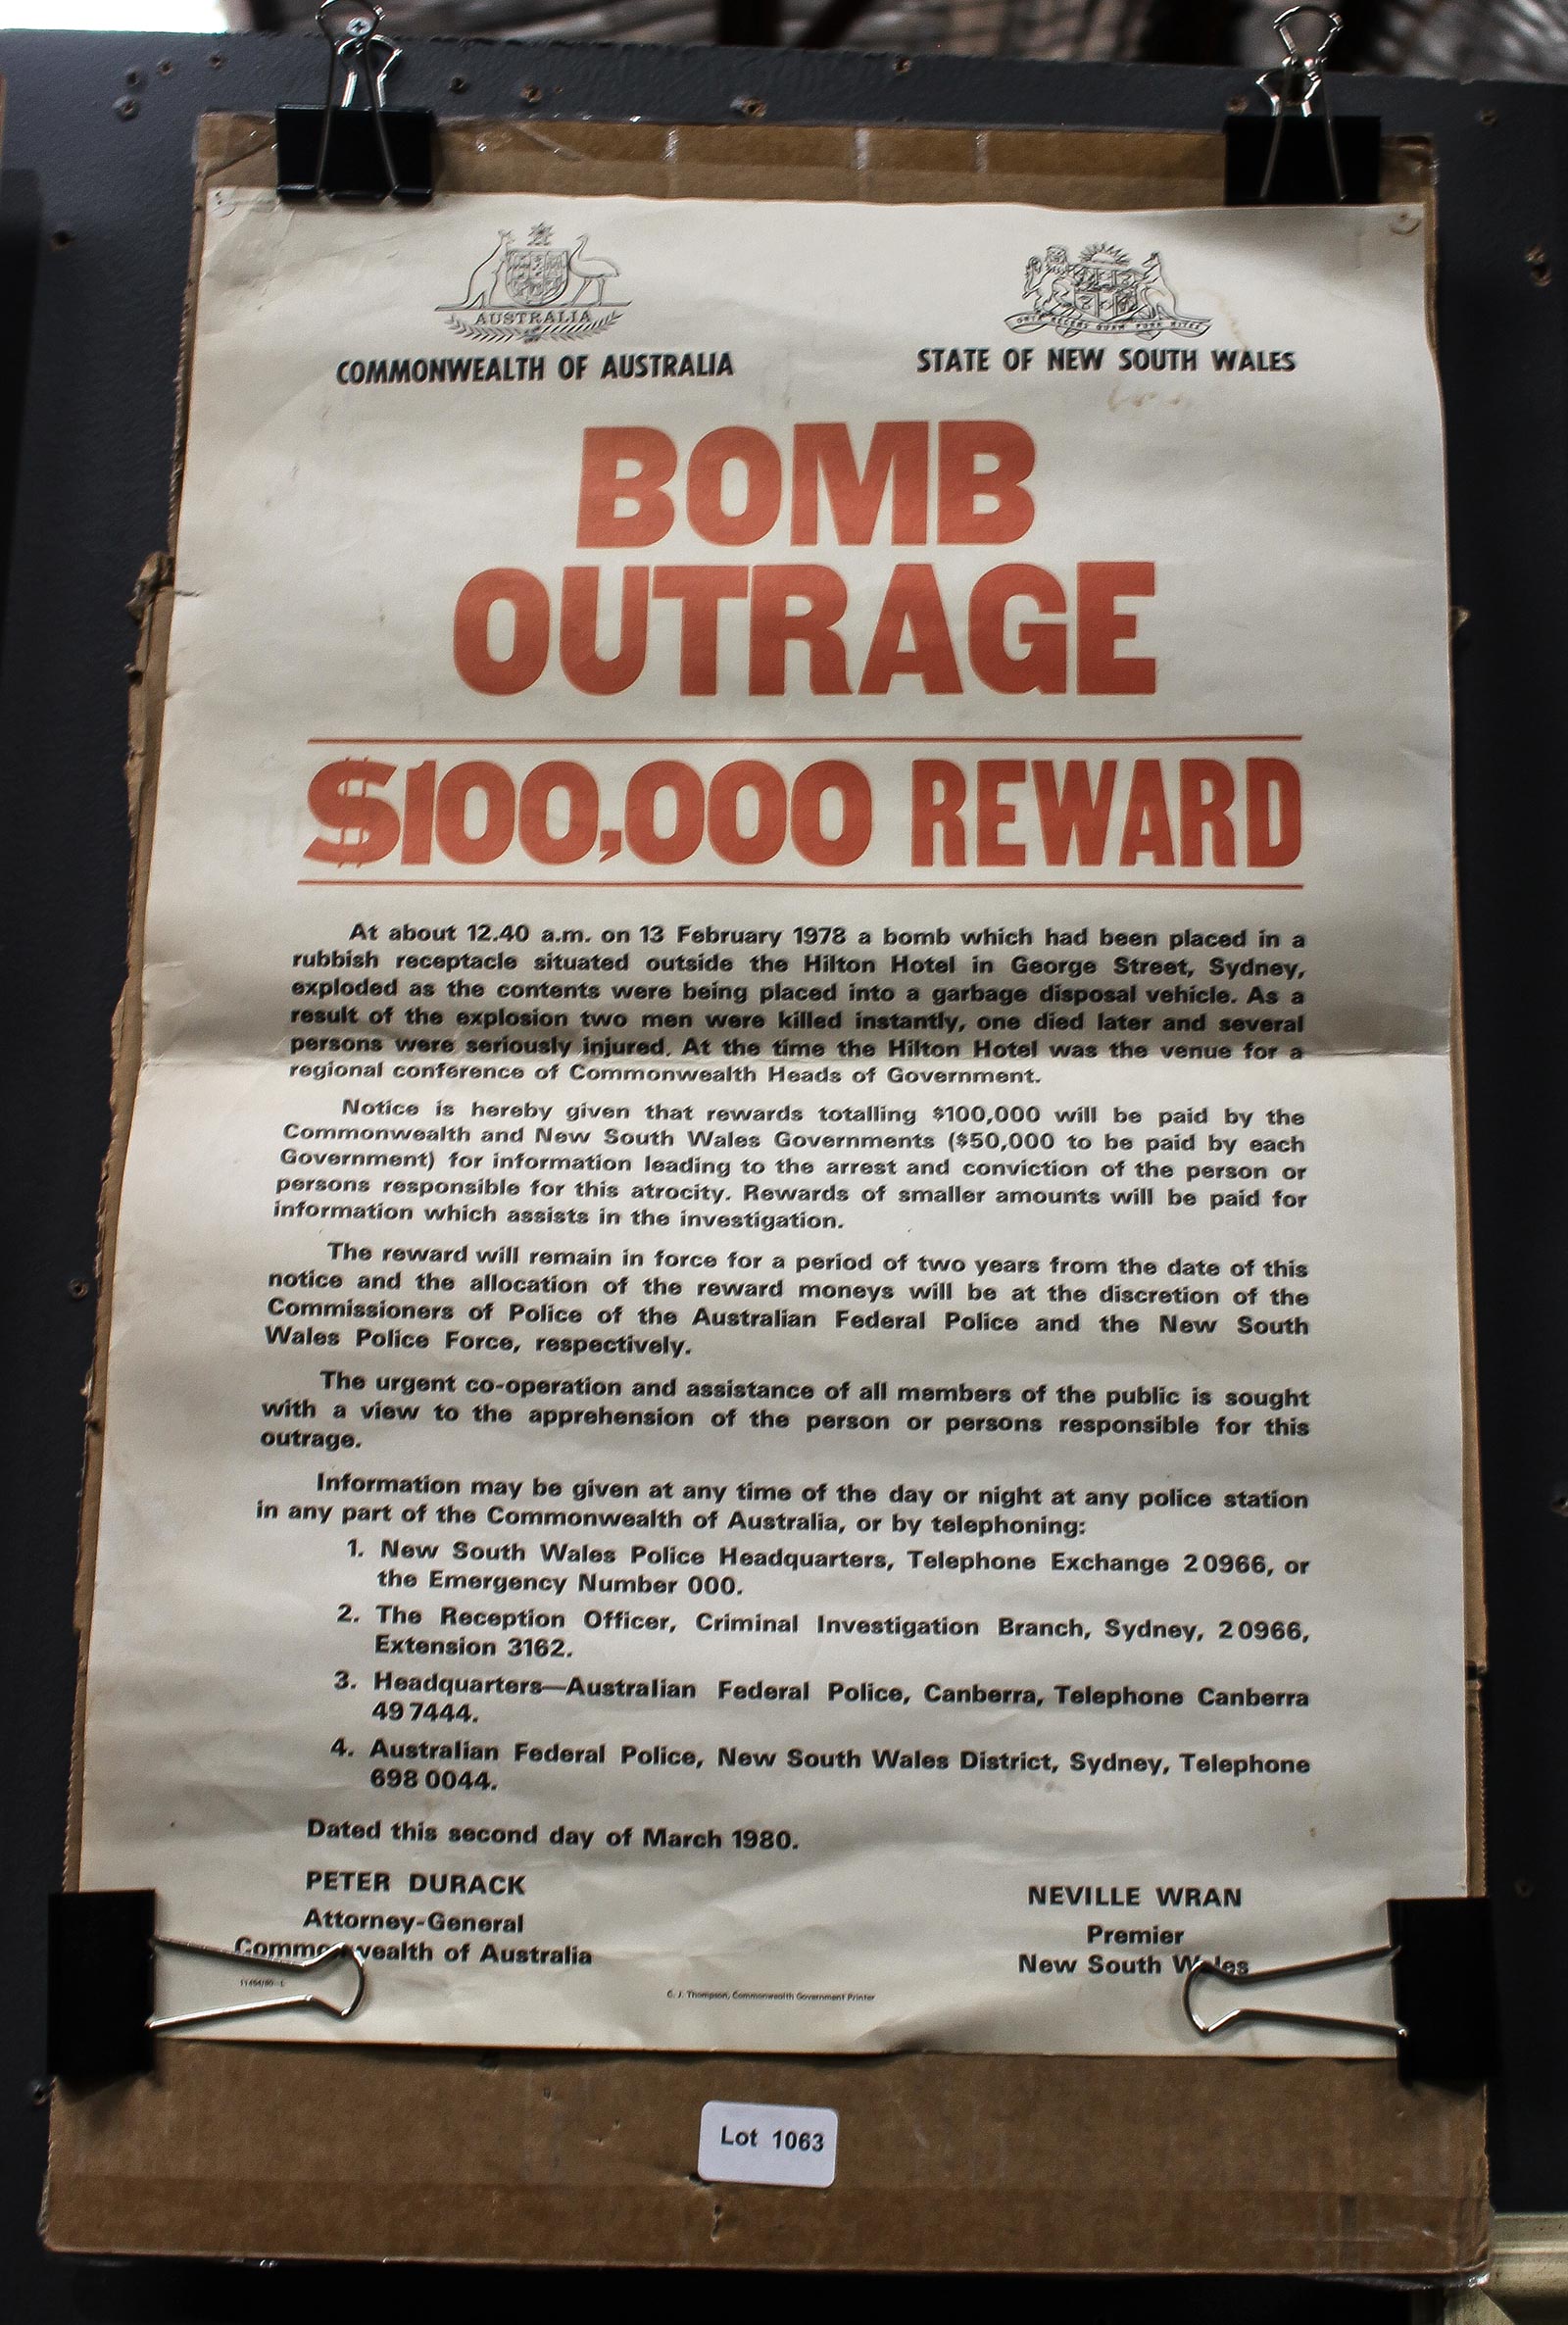 AUSTRALIA
COMMONWEALTH OF AUSTRALIA
STATE OF NEW SOUTH WALES
BOMB
OUTRAGE
$100,000 REWARD
At about 12.40 a.m. on 13 February 1978 a bomb which had been placed in a
rubbish receptacle situated outside the Hilton Hotel in George Street, Sydney,
exploded as the contents were being placed into a garbage disposal vehicle. As a
result of the explosion two men were killed instantly, one died later and several
persons were seriously injured. At the time the Hilton Hotel was the venue for a
regional conference of Commonwealth Heads of Government.
Notice is hereby given that rewards totalling $100,000 will be paid by the
Commonwealth and New South Wales Governments ($50,000 to be paid by each
Government) for information leading to the arrest and conviction of the person or
persons responsible for this atrocity. Rewards of smaller amounts will be paid for
information which assists in the investigation.
The reward will remain in force for a period of two years from the date of this
notice and the allocation of the reward moneys will be at the discretion of the
Commissioners of Police of the Australian Federal Police and the New South
Wales Police Force, respectively.
The urgent co-operation and assistance of all members of the public is sought
with a view to the apprehension of the person or persons responsible for this
outrage.
Information may be given at any time of the day or night at any police station
in any part of the Commonwealth of Australia, or by telephoning:
1. New South Wales Police Headquarters, Telephone Exchange 2 0966, or
the Emergency Number 000.
2. The Reception Officer, Criminal Investigation Branch, Sydney, 2 0966,
Extension 3162.
3. Headquarters—Australian Federal Police, Canberra, Telephone Canberra
49 7444.
4. Australian Federal Police, New South Wales District, Sydney, Telephone
698 0044.
Dated this second day of March 1980.
PETER DURACK
Attorney-General
Commonwealth of Australia
NEVILLE WRAN
Premier
New South Wales
C. J. Thompson, Commonwealth Government Printer
Lot 1063